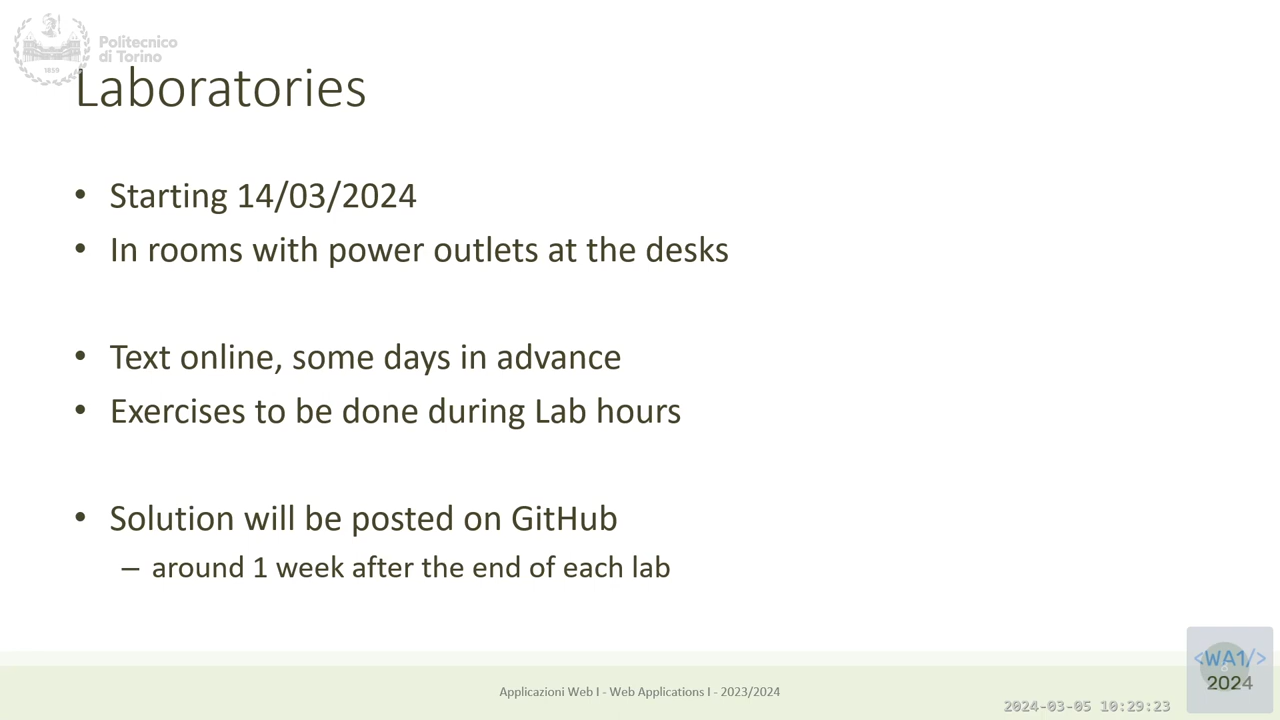 Politecnico
di Torino
1859
Laboratories
• Starting 14/03/2024
• In rooms with power outlets at the desks
• Text online, some days in advance
• Exercises to be done during Lab hours
• Solution will be posted on GitHub
– around 1 week after the end of each lab
<WA1/>
2024
Applicazioni Web I - Web Applications I - 2023/2024
2024-03-05 10:29:23